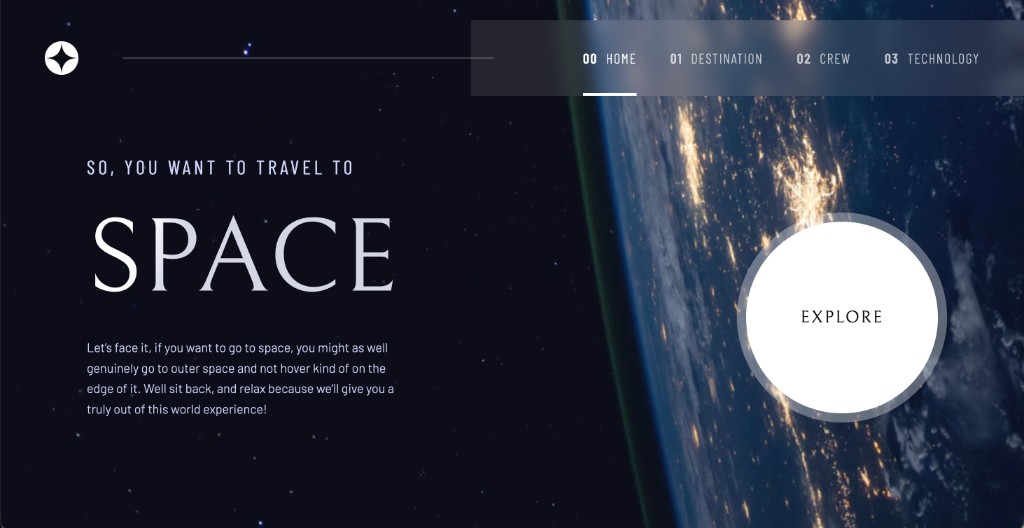 00 HOME 01 DESTINATION 02 CREW 03 TECHNOLOGY
SO, YOU WANT TO TRAVEL TO
SPACE
Let's face it, if you want to go to space, you might as well
genuinely go to outer space and not hover kind of on the
edge of it. Well sit back, and relax because we'll give you a
truly out of this world experience!
EXPLORE